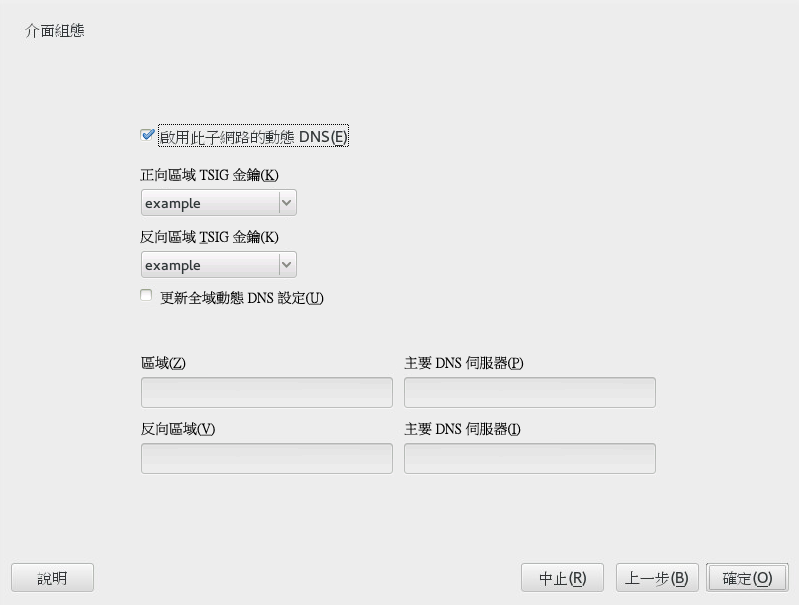 介面組態
啟用此子網路的動態 DNS(E)
正向區域 TSIG 金鑰(K)
example
反向區域 TSIG 金鑰(K)
example
更新全域動態 DNS 設定(U)
區域(Z) 主要 DNS 伺服器(P)
反向區域(V) 主要 DNS 伺服器(I)
說明 中止(R) 上一步(B) 確定(O)